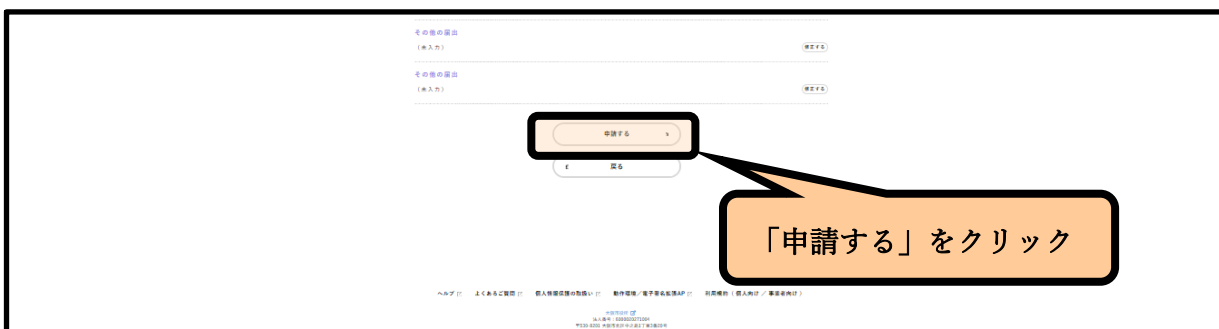 その他の届出
（未入力）
修正する
その他の届出
（未入力）
修正する
申請する
戻る
「申請する」をクリック
ヘルプ よくあるご質問 個人情報保護の取扱い 動作環境／電子署名拡張AP 利用規約（ 個人向け ／ 事業者向け ）
大阪市役所